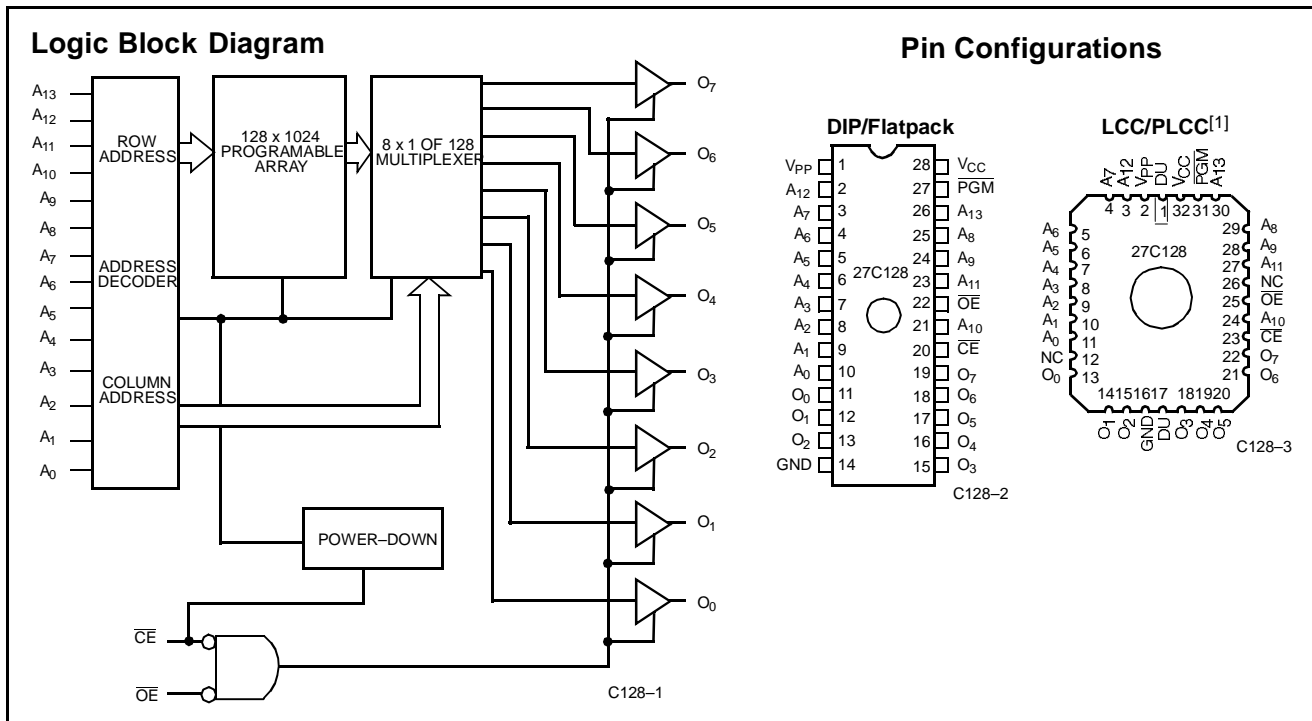 Logic Block Diagram
A13
A12
A11
A10
A9
A8
A7
A6
A5
A4
A3
A2
A1
A0
ROW
ADDRESS
ADDRESS
DECODER
COLUMN
ADDRESS
128 x 1024
PROGRAMABLE
ARRAY
8 x 1 OF 128
MULTIPLEXER
POWER–DOWN
CE
OE
O7
O6
O5
O4
O3
O2
O1
O0
C128–1
Pin Configurations
DIP/Flatpack
VPP 1 28 VCC
A12 2 27 PGM
A7 3 26 A13
A6 4 25 A8
A5 5 24 A9
A4 6 27C128 23 A11
A3 7 22 OE
A2 8 21 A10
A1 9 20 CE
A0 10 19 O7
O0 11 18 O6
O1 12 17 O5
O2 13 16 O4
GND 14 15 O3
C128–2
LCC/PLCC[1]
A7 A12 VPP DU VCC PGM A13
4 3 2 1 32 31 30
A6 5 29 A8
A5 6 27C128 28 A9
A4 7 27 A11
A3 8 26 NC
A2 9 25 OE
A1 10 24 A10
A0 11 23 CE
NC 12 22 O7
O0 13 21 O6
14 15 16 17 18 19 20
O1 O2 GND DU O3 O4 O5
C128–3